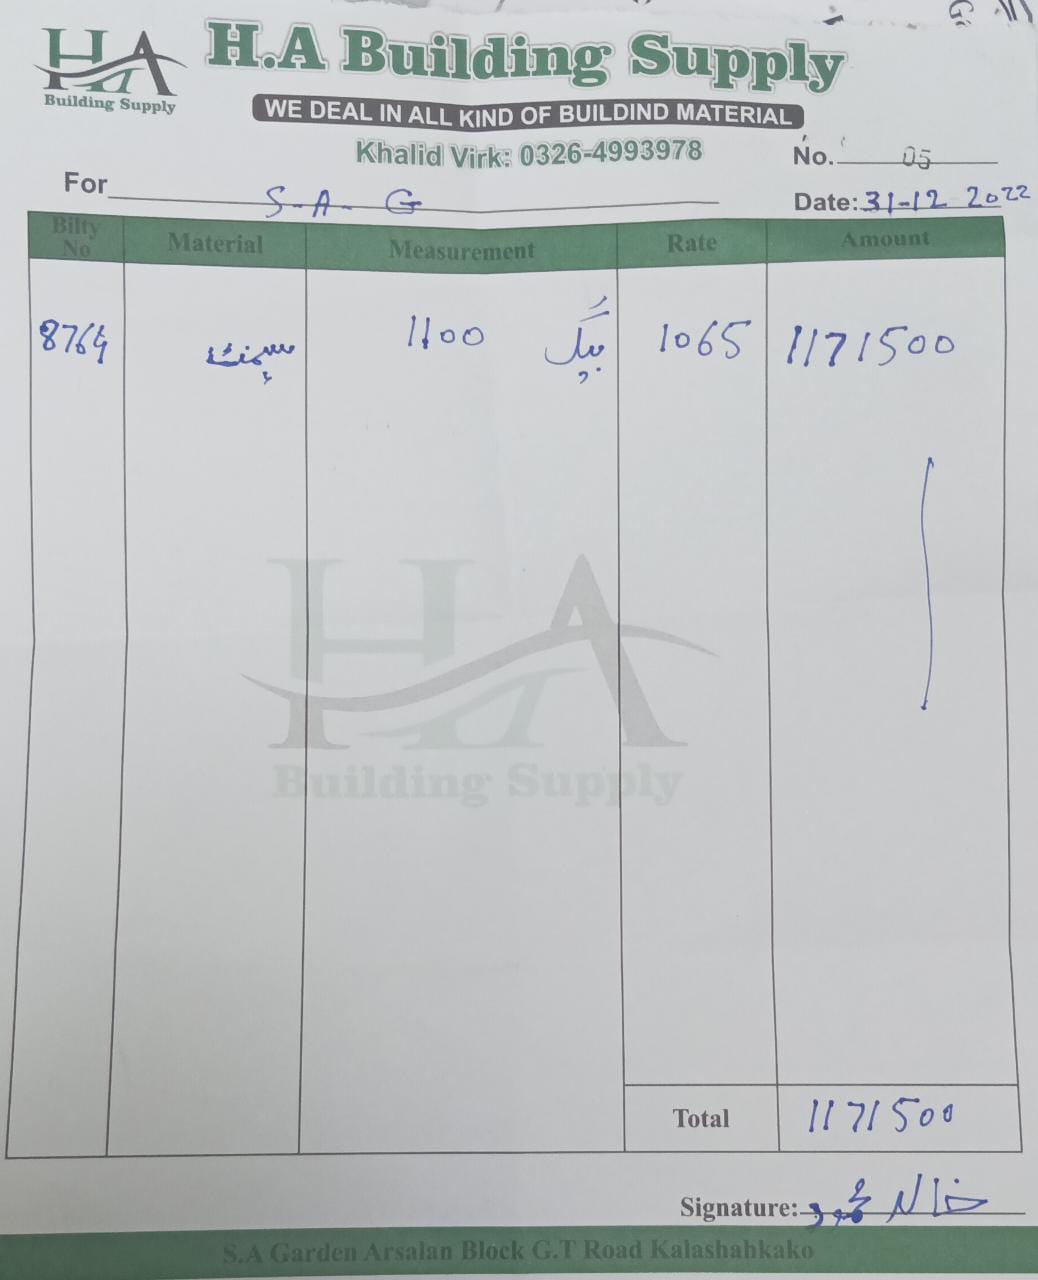 HA
Building Supply
H.A Building Supply
WE DEAL IN ALL KIND OF BUILDIND MATERIAL
Khalid Virk: 0326-4993978
No. 05
For S-A-G
Date: 31-12 2022
Bilty No Material Measurement Rate Amount
8764 سیمنٹ 1100 بیگ 1065 1171500
HA
Building Supply
Total 1171500
Signature: خالد محمود
S.A Garden Arsalan Block G.T Road Kalashahkako